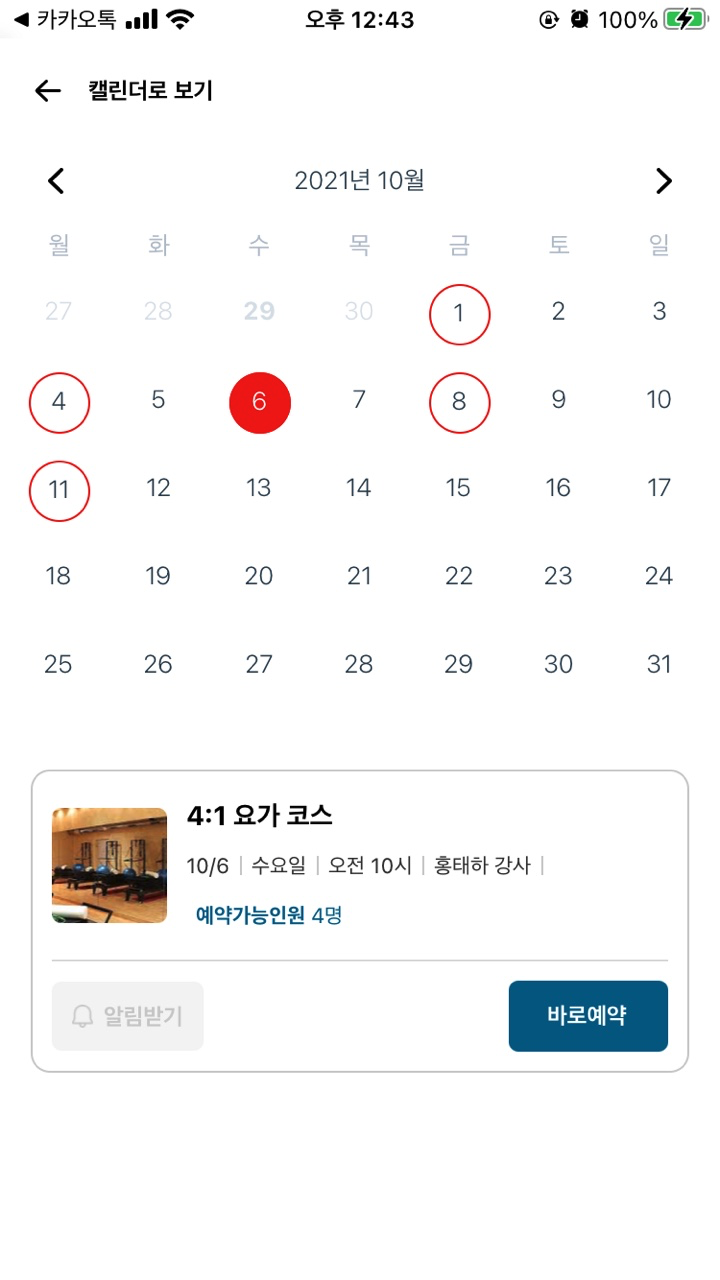 ◀ 카카오톡 오후 12:43 100%
← 캘린더로 보기
2021년 10월
월 화 수 목 금 토 일
27 28 29 30 1 2 3
4 5 6 7 8 9 10
11 12 13 14 15 16 17
18 19 20 21 22 23 24
25 26 27 28 29 30 31
4:1 요가 코스
10/6 | 수요일 | 오전 10시 | 홍태하 강사 |
예약가능인원 4명
알림받기 바로예약